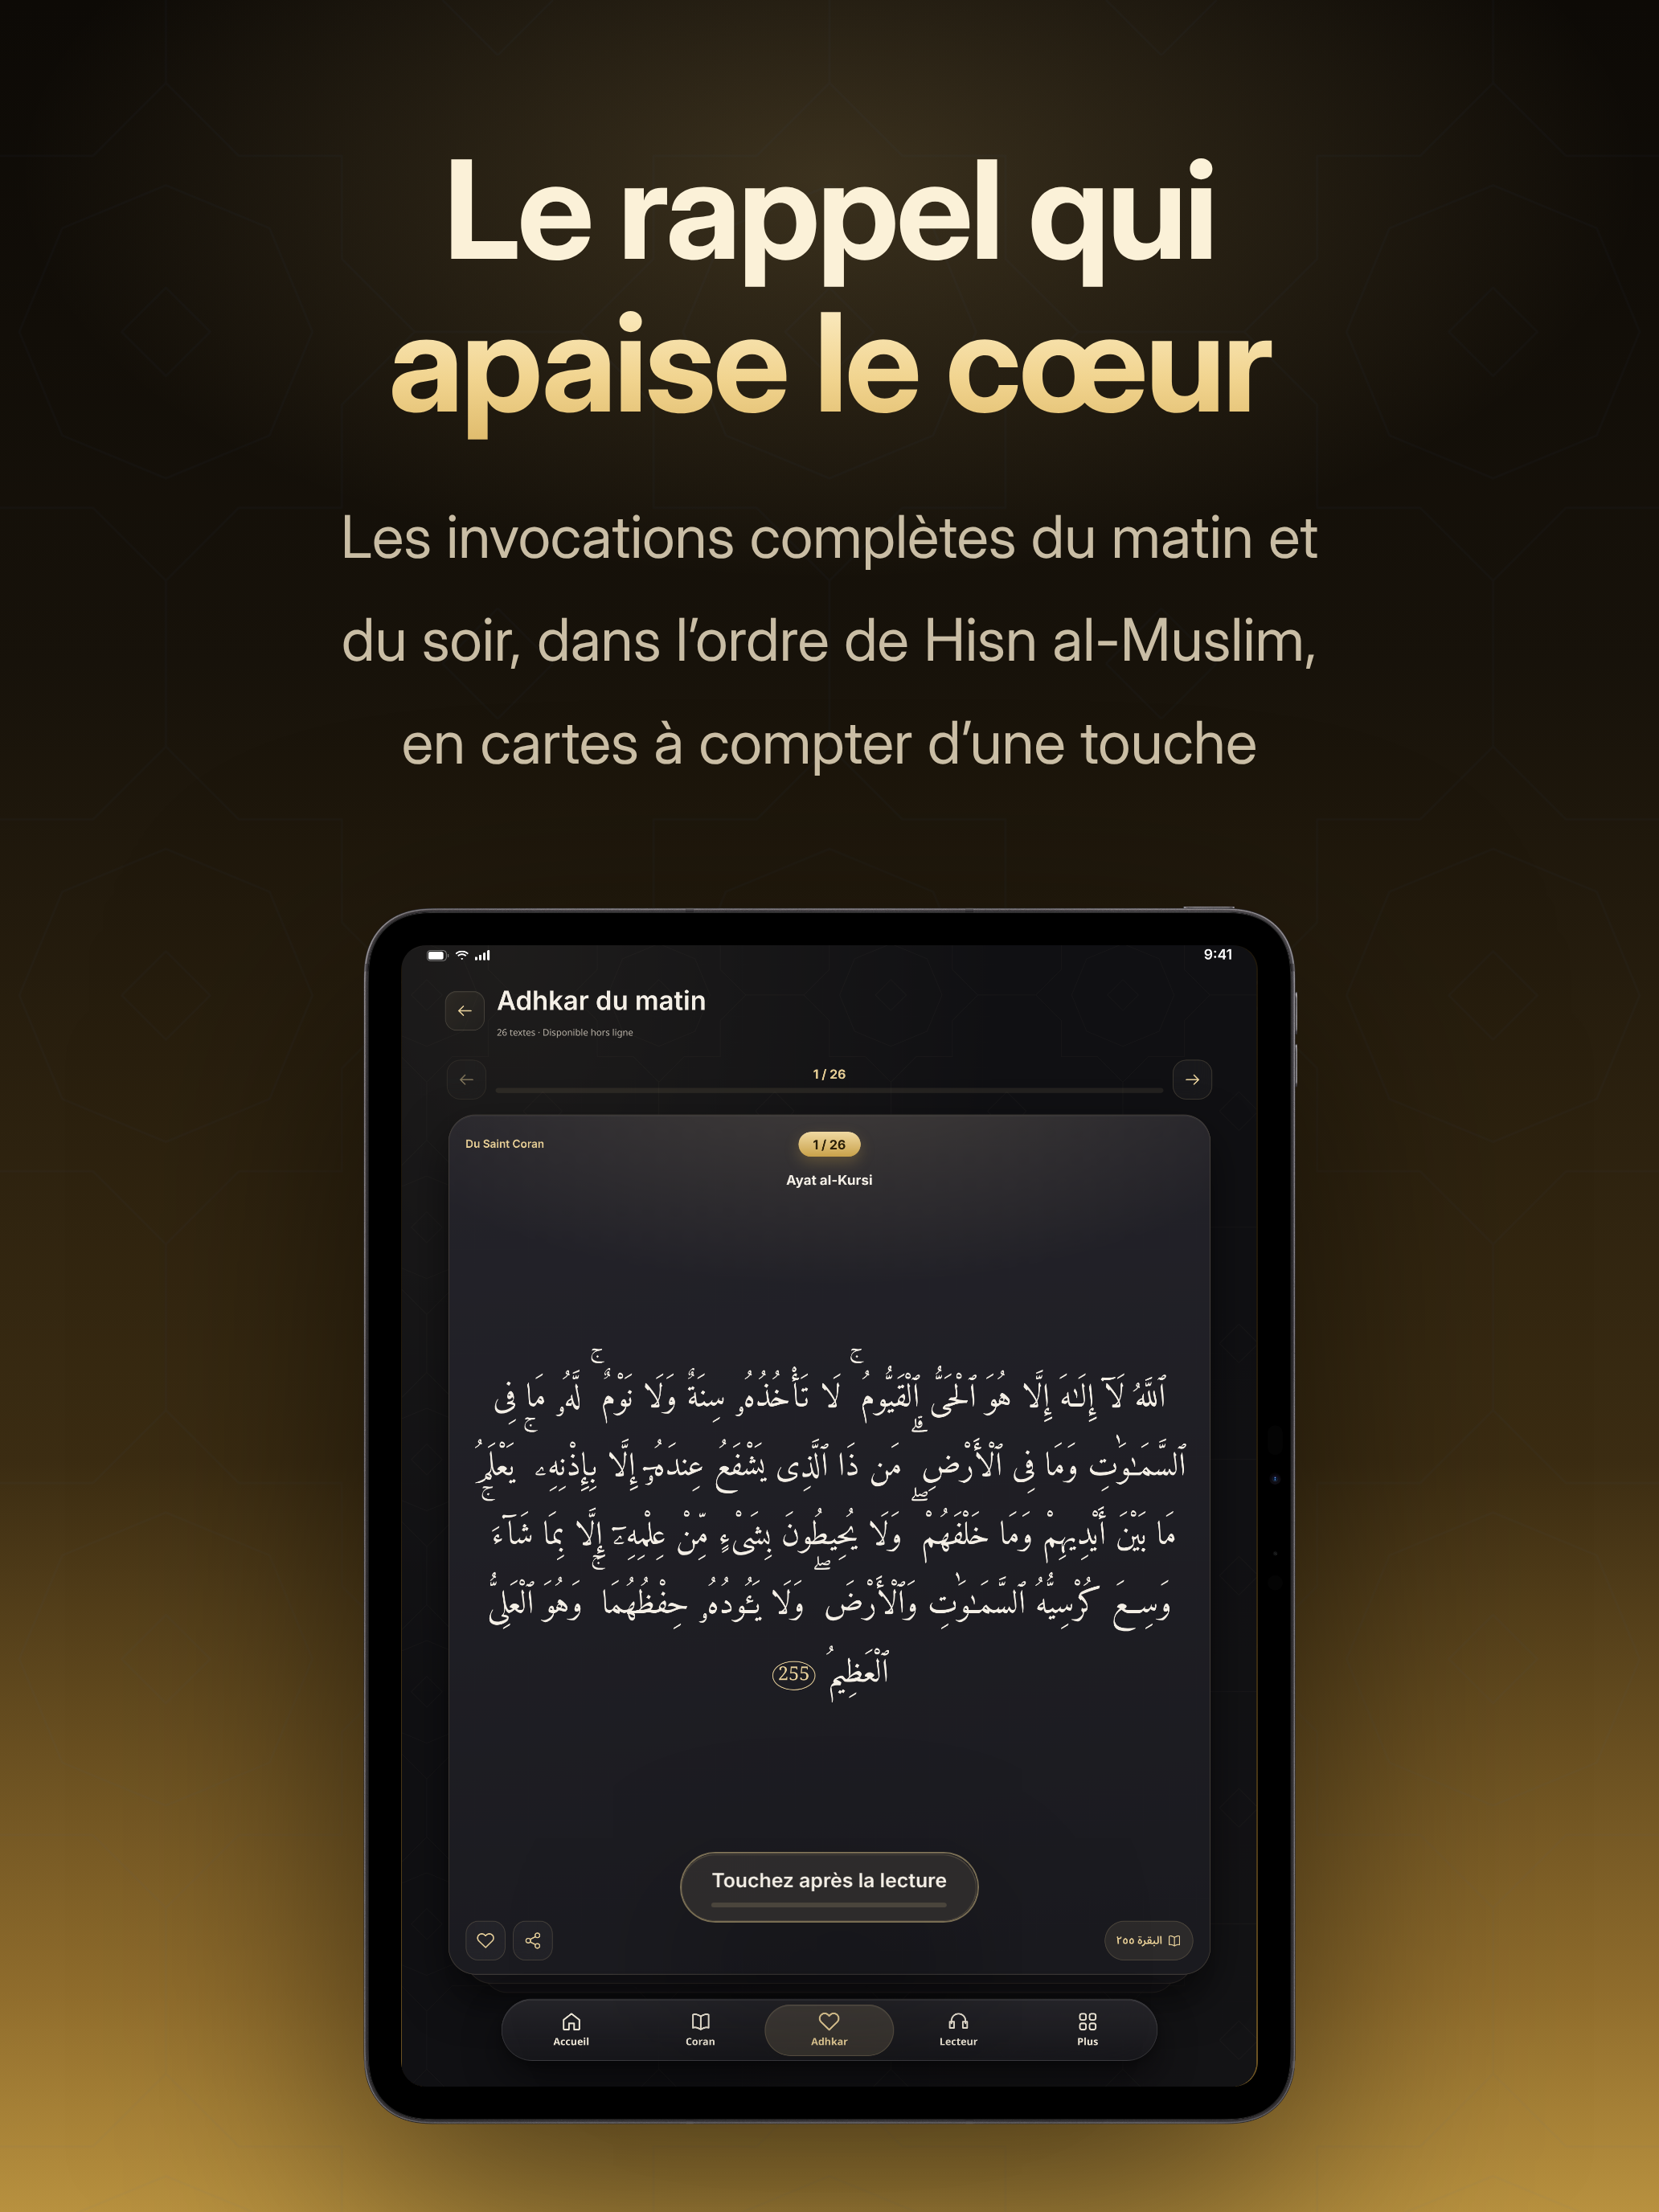 Le rappel qui
apaise le cœur
Les invocations complètes du matin et
du soir, dans l’ordre de Hisn al-Muslim,
en cartes à compter d’une touche
9:41
Adhkar du matin
26 textes · Disponible hors ligne
1 / 26
Du Saint Coran
1 / 26
Ayat al-Kursi
ٱللَّهُ لَآ إِلَـٰهَ إِلَّا هُوَ ٱلْحَىُّ ٱلْقَيُّومُ ۚ لَا تَأْخُذُهُۥ سِنَةٌ وَلَا نَوْمٌ ۚ لَّهُۥ مَا فِى
ٱلسَّمَـٰوَٰتِ وَمَا فِى ٱلْأَرْضِ ۗ مَن ذَا ٱلَّذِى يَشْفَعُ عِندَهُۥٓ إِلَّا بِإِذْنِهِۦ ۚ يَعْلَمُ
مَا بَيْنَ أَيْدِيهِمْ وَمَا خَلْفَهُمْ ۖ وَلَا يُحِيطُونَ بِشَىْءٍ مِّنْ عِلْمِهِۦٓ إِلَّا بِمَا شَآءَ ۚ
وَسِعَ كُرْسِيُّهُ ٱلسَّمَـٰوَٰتِ وَٱلْأَرْضَ ۖ وَلَا يَـُٔودُهُۥ حِفْظُهُمَا ۚ وَهُوَ ٱلْعَلِىُّ
ٱلْعَظِيمُ 255
Touchez après la lecture
البقرة ٢٥٥
Accueil
Coran
Adhkar
Lecteur
Plus